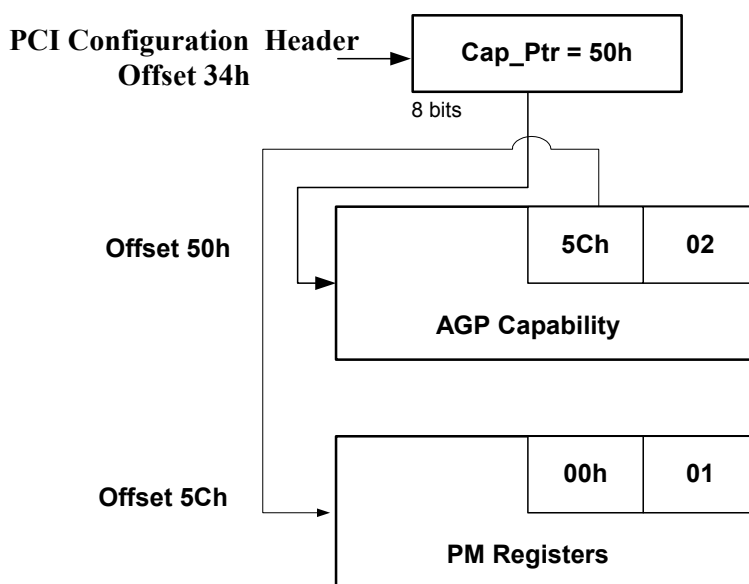 PCI Configuration Header
Offset 34h
Cap_Ptr = 50h
8 bits
Offset 50h
5Ch
02
AGP Capability
Offset 5Ch
00h
01
PM Registers